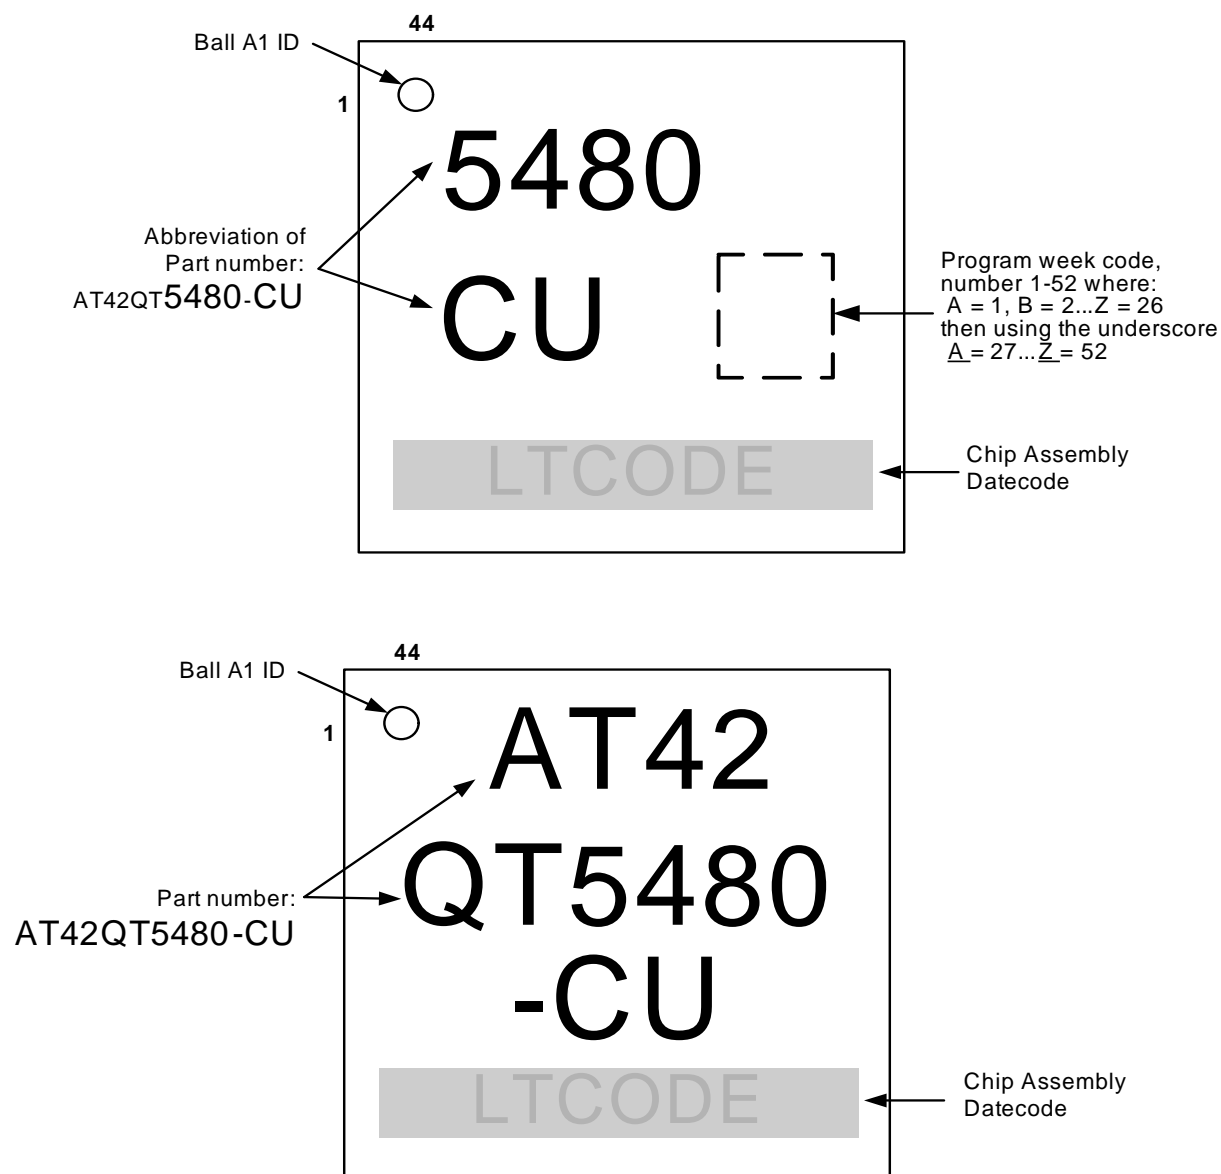 44
Ball A1 ID
1
5480
Abbreviation of
Part number:
AT42QT5480-CU
CU
Program week code,
number 1-52 where:
A = 1, B = 2...Z = 26
then using the underscore
A = 27...Z = 52
LTCODE
Chip Assembly
Datecode
44
Ball A1 ID
1
AT42
QT5480
Part number:
AT42QT5480-CU
-CU
LTCODE
Chip Assembly
Datecode